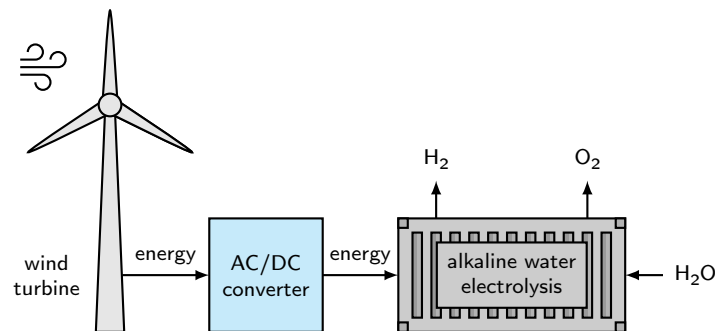 H₂
O₂
wind
turbine
energy
AC/DC
converter
energy
alkaline water
electrolysis
H₂O